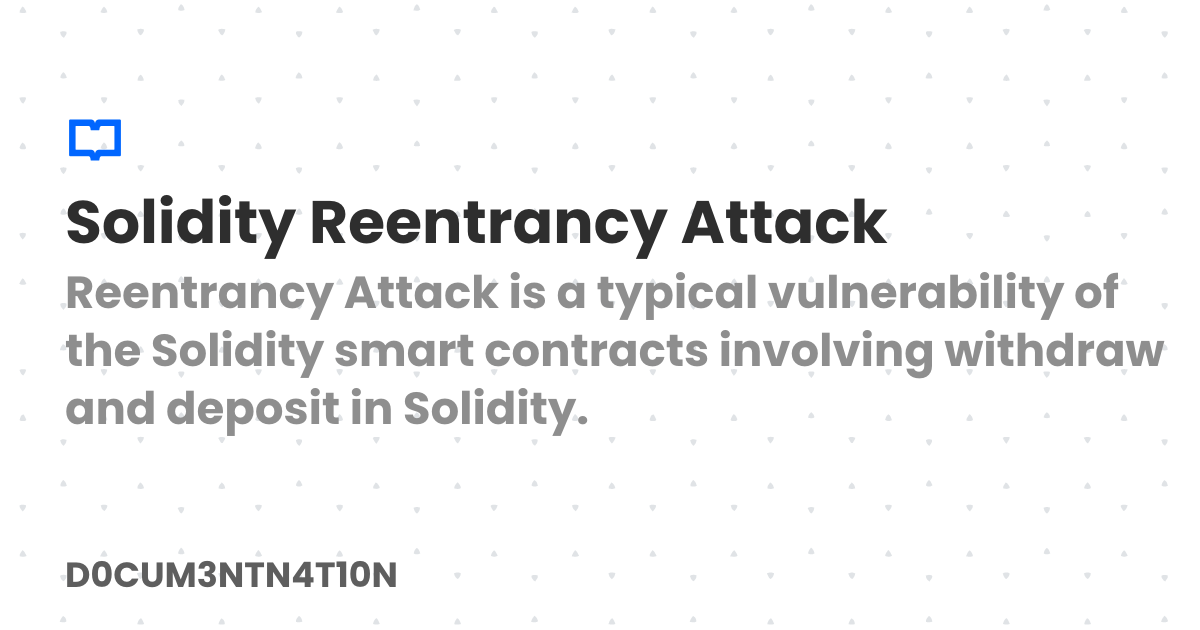 Solidity Reentrancy Attack
Reentrancy Attack is a typical vulnerability of
the Solidity smart contracts involving withdraw
and deposit in Solidity.
D0CUM3NTN4T10N